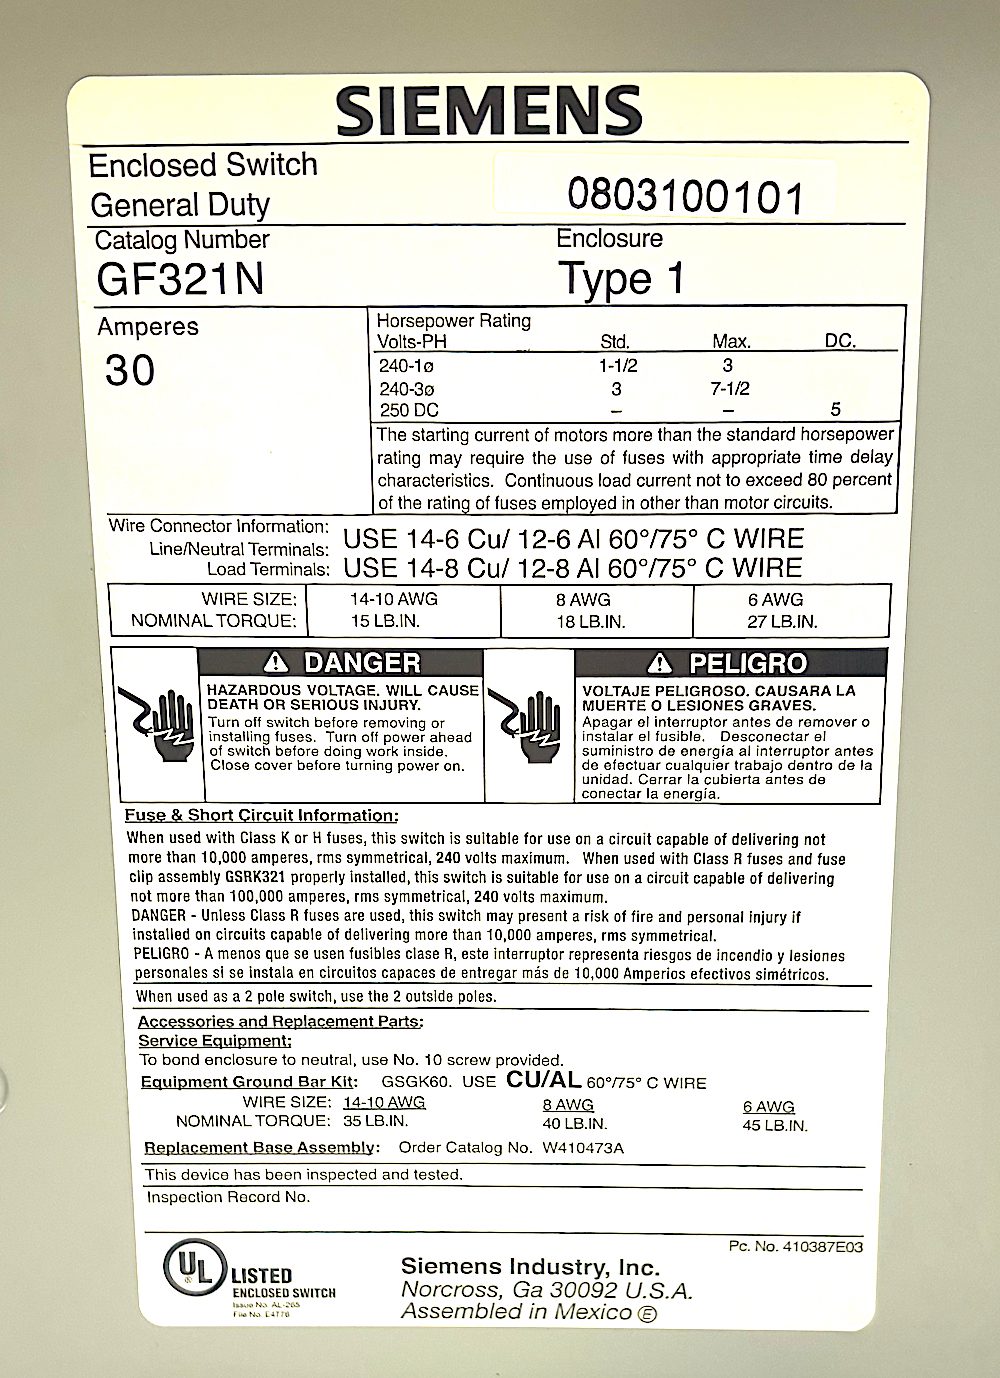 SIEMENS
Enclosed Switch
General Duty
0803100101
Catalog Number
GF321N
Enclosure
Type 1
Amperes
30
Horsepower Rating
Volts-PH Std. Max. DC.
240-1ø 1-1/2 3
240-3ø 3 7-1/2
250 DC – – 5
The starting current of motors more than the standard horsepower
rating may require the use of fuses with appropriate time delay
characteristics. Continuous load current not to exceed 80 percent
of the rating of fuses employed in other than motor circuits.
Wire Connector Information:
Line/Neutral Terminals: USE 14-6 Cu/ 12-6 Al 60°/75° C WIRE
Load Terminals: USE 14-8 Cu/ 12-8 Al 60°/75° C WIRE
WIRE SIZE: 14-10 AWG 8 AWG 6 AWG
NOMINAL TORQUE: 15 LB.IN. 18 LB.IN. 27 LB.IN.
⚠ DANGER
HAZARDOUS VOLTAGE. WILL CAUSE
DEATH OR SERIOUS INJURY.
Turn off switch before removing or
installing fuses. Turn off power ahead
of switch before doing work inside.
Close cover before turning power on.
⚠ PELIGRO
VOLTAJE PELIGROSO. CAUSARA LA
MUERTE O LESIONES GRAVES.
Apagar el interruptor antes de remover o
instalar el fusible. Desconectar el
suministro de energía al interruptor antes
de efectuar cualquier trabajo dentro de la
unidad. Cerrar la cubierta antes de
conectar la energía.
Fuse & Short Circuit Information:
When used with Class K or H fuses, this switch is suitable for use on a circuit capable of delivering not
more than 10,000 amperes, rms symmetrical, 240 volts maximum. When used with Class R fuses and fuse
clip assembly GSRK321 properly installed, this switch is suitable for use on a circuit capable of delivering
not more than 100,000 amperes, rms symmetrical, 240 volts maximum.
DANGER - Unless Class R fuses are used, this switch may present a risk of fire and personal injury if
installed on circuits capable of delivering more than 10,000 amperes, rms symmetrical.
PELIGRO - A menos que se usen fusibles clase R, este interruptor representa riesgos de incendio y lesiones
personales si se instala en circuitos capaces de entregar más de 10,000 Amperios efectivos simétricos.
When used as a 2 pole switch, use the 2 outside poles.
Accessories and Replacement Parts:
Service Equipment:
To bond enclosure to neutral, use No. 10 screw provided.
Equipment Ground Bar Kit: GSGK60. USE CU/AL 60°/75° C WIRE
WIRE SIZE: 14-10 AWG 8 AWG 6 AWG
NOMINAL TORQUE: 35 LB.IN. 40 LB.IN. 45 LB.IN.
Replacement Base Assembly: Order Catalog No. W410473A
This device has been inspected and tested.
Inspection Record No.
Pc. No. 410387E03
UL ® LISTED
ENCLOSED SWITCH
Issue No. AL-265
File No. E4776
Siemens Industry, Inc.
Norcross, Ga 30092 U.S.A.
Assembled in Mexico Ⓔ